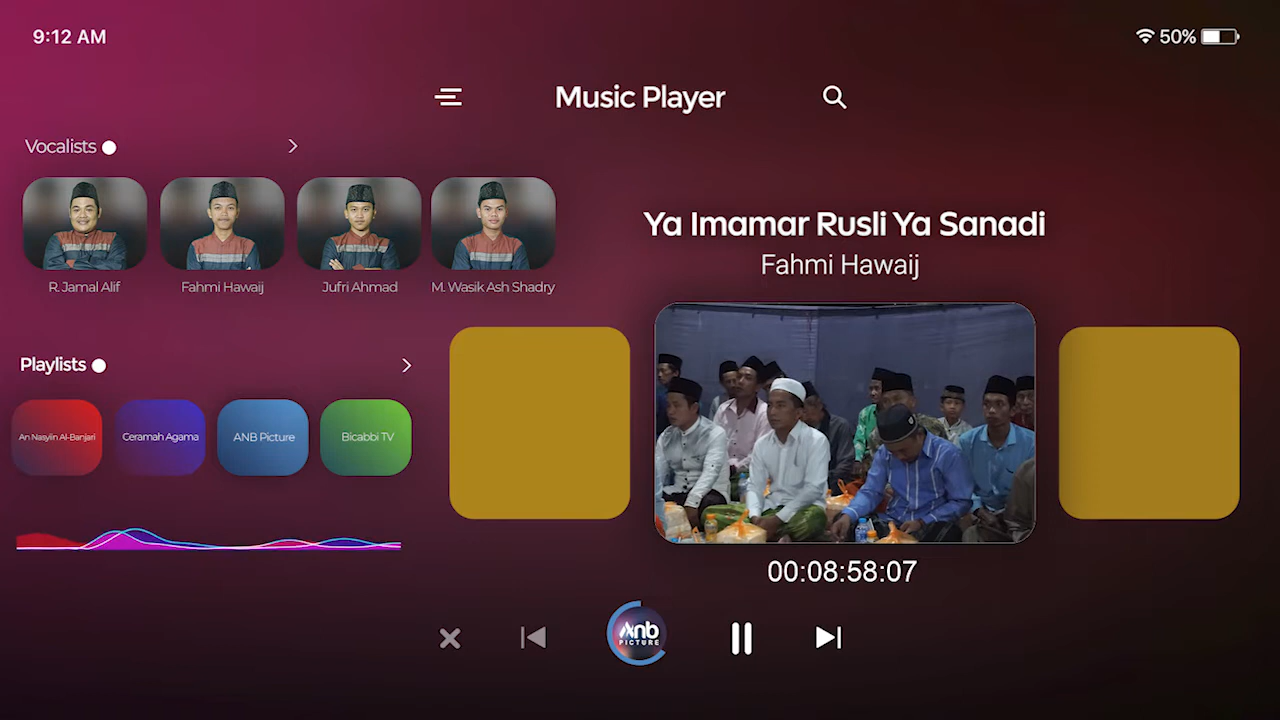 9:12 AM
50%
Music Player
Vocalists
R. Jamal Alif
Fahmi Hawaij
Jufri Ahmad
M. Wasik Ash Shadry
Ya Imamar Rusli Ya Sanadi
Fahmi Hawaij
Playlists
An Nasyiin Al-Banjari
Ceramah Agama
ANB Picture
Bicabbi TV
00:08:58:07
Anb
PICTURE